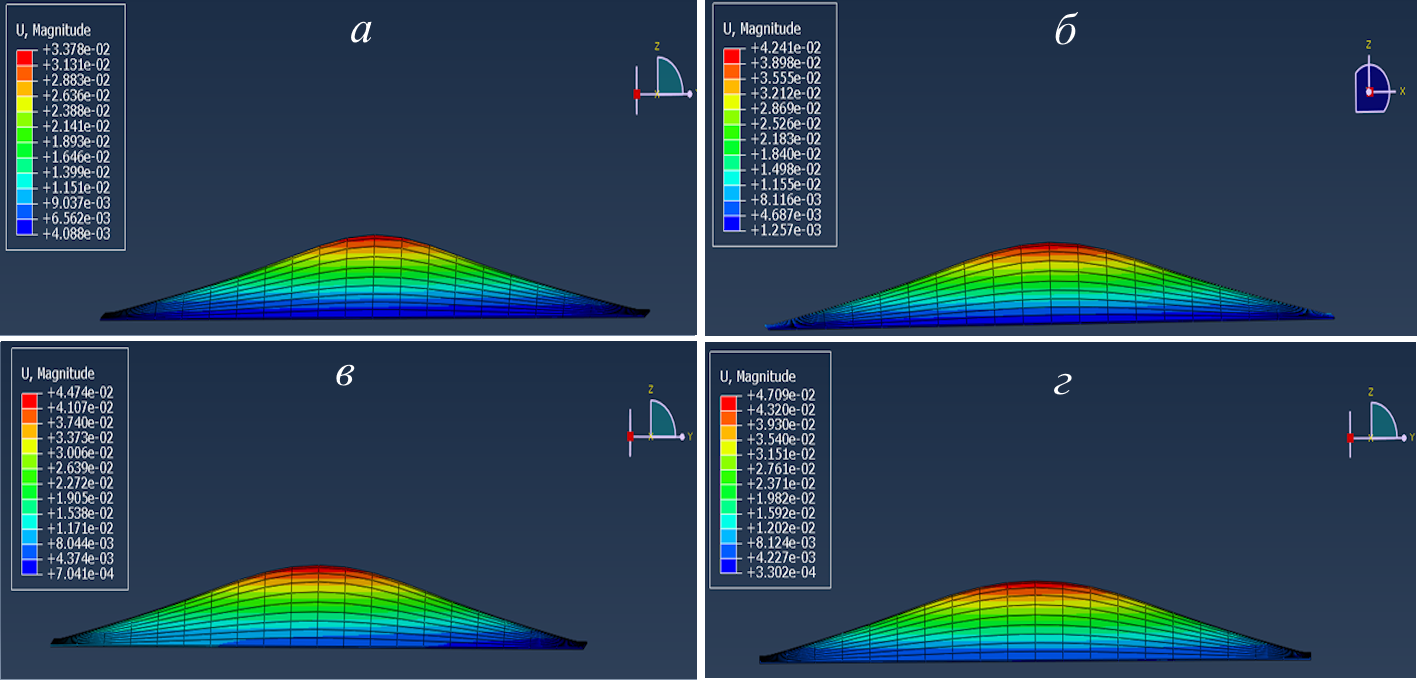 а
U, Magnitude
+3.378e-02
+3.131e-02
+2.883e-02
+2.636e-02
+2.388e-02
+2.141e-02
+1.893e-02
+1.646e-02
+1.399e-02
+1.151e-02
+9.037e-03
+6.562e-03
+4.088e-03
Z
X
б
U, Magnitude
+4.241e-02
+3.898e-02
+3.555e-02
+3.212e-02
+2.869e-02
+2.526e-02
+2.183e-02
+1.840e-02
+1.498e-02
+1.155e-02
+8.116e-03
+4.687e-03
+1.257e-03
Z
X
в
U, Magnitude
+4.474e-02
+4.107e-02
+3.740e-02
+3.373e-02
+3.006e-02
+2.639e-02
+2.272e-02
+1.905e-02
+1.538e-02
+1.171e-02
+8.044e-03
+4.374e-03
+7.041e-04
Z
X Y
г
U, Magnitude
+4.709e-02
+4.320e-02
+3.930e-02
+3.540e-02
+3.151e-02
+2.761e-02
+2.371e-02
+1.982e-02
+1.592e-02
+1.202e-02
+8.124e-03
+4.227e-03
+3.302e-04
Z
X Y